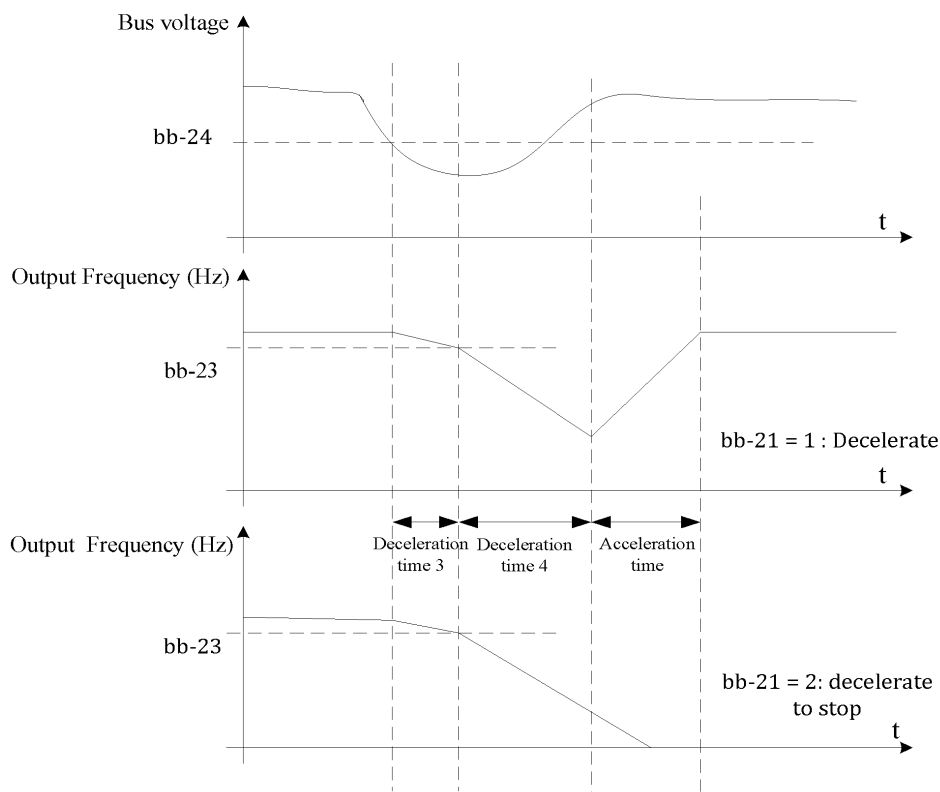 Bus voltage
bb-24
t
Output Frequency (Hz)
bb-23
bb-21 = 1 : Decelerate
t
Deceleration
time 3
Deceleration
time 4
Acceleration
time
Output Frequency (Hz)
bb-23
bb-21 = 2: decelerate
to stop
t